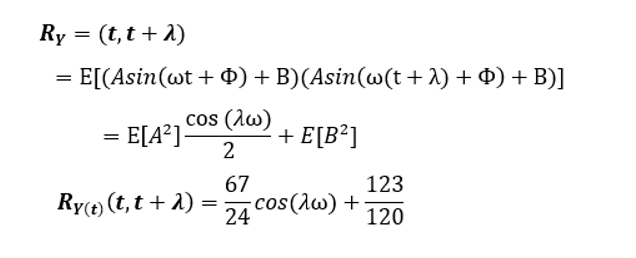 R_Y = (t, t + λ)
= E[(Asin(ωt + Φ) + B)(Asin(ω(t + λ) + Φ) + B)]
= E[A²] cos (λω)/2 + E[B²]
R_Y(t) (t, t + λ) = 67/24 cos(λω) + 123/120